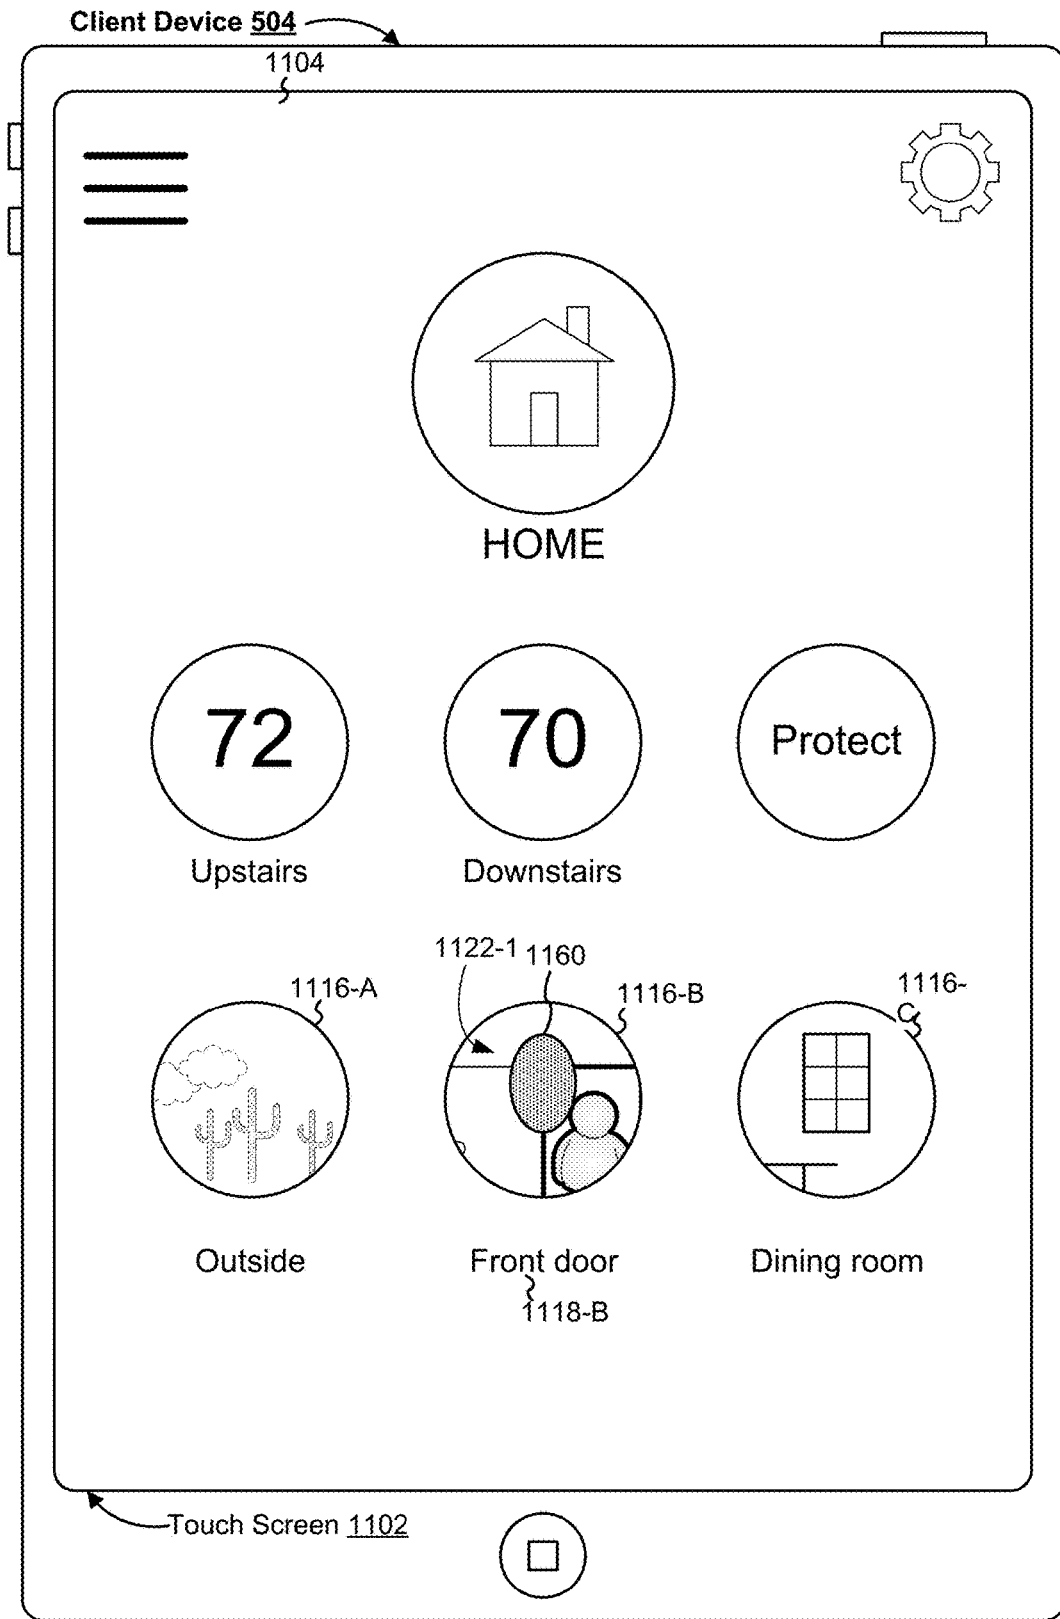 Client Device 504
1104
HOME
72
70
Protect
Upstairs
Downstairs
1122-1
1160
1116-A
1116-B
1116-
C
Outside
Front door
Dining room
1118-B
Touch Screen 1102